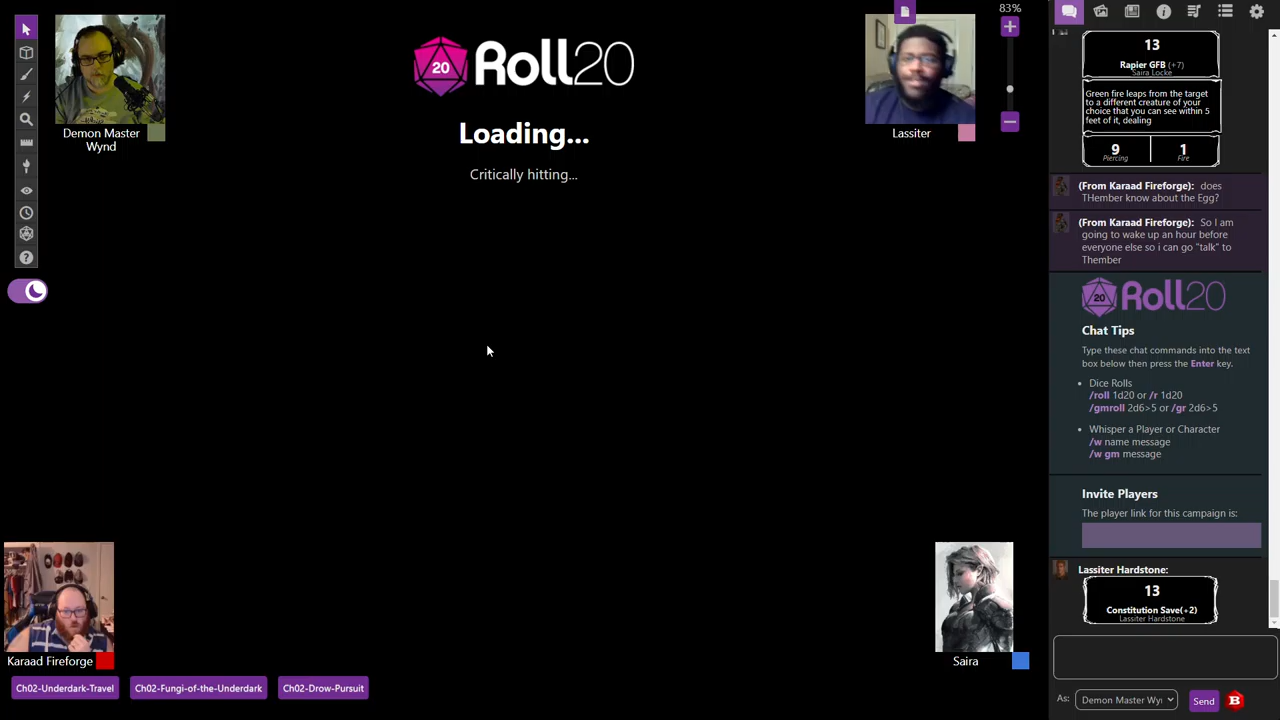 Demon Master
Wynd
20
Roll20
Loading...
Critically hitting...
Lassiter
83%
13
Rapier GFB (+7)
Saira Locke
Green fire leaps from the target
to a different creature of your
choice that you can see within 5
feet of it, dealing
9
Piercing
1
Fire
(From Karaad Fireforge): does
THember know about the Egg?
(From Karaad Fireforge): So I am
going to wake up an hour before
everyone else so i can go "talk" to
Thember
20
Roll20
Chat Tips
Type these chat commands into the text
box below then press the Enter key.
Dice Rolls
/roll 1d20 or /r 1d20
/gmroll 2d6>5 or /gr 2d6>5
Whisper a Player or Character
/w name message
/w gm message
Invite Players
The player link for this campaign is:
Lassiter Hardstone:
13
Constitution Save(+2)
Lassiter Hardstone
Karaad Fireforge
Saira
Ch02-Underdark-Travel
Ch02-Fungi-of-the-Underdark
Ch02-Drow-Pursuit
As:
Demon Master Wyn
Send
B